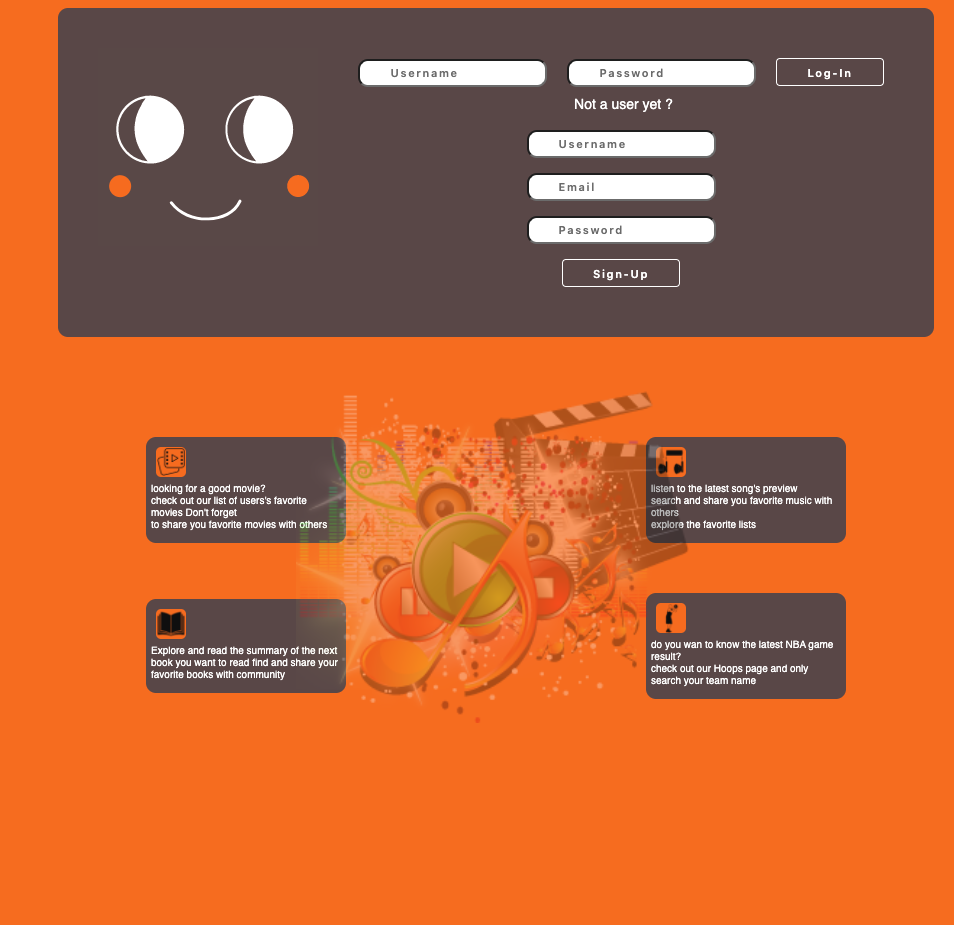 Username
Password
Log-In
Not a user yet ?
Username
Email
Password
Sign-Up
looking for a good movie?
check out our list of users's favorite
movies Don't forget
to share you favorite movies with others
listen to the latest song's preview
search and share you favorite music with
others
explore the favorite lists
Explore and read the summary of the next
book you want to read find and share your
favorite books with community
do you wan to know the latest NBA game
result?
check out our Hoops page and only
search your team name